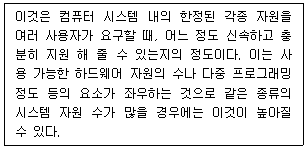 이것은 컴퓨터 시스템 내의 한정된 각종 자원을
여러 사용자가 요구할 때, 어느 정도 신속하고 충
분히 지원 해 줄 수 있는지의 정도이다. 이는 사
용 가능한 하드웨어 자원의 수나 다중 프로그래밍
정도 등의 요소가 좌우하는 것으로 같은 종류의
시스템 자원 수가 많을 경우에는 이것이 높아질
수 있다.